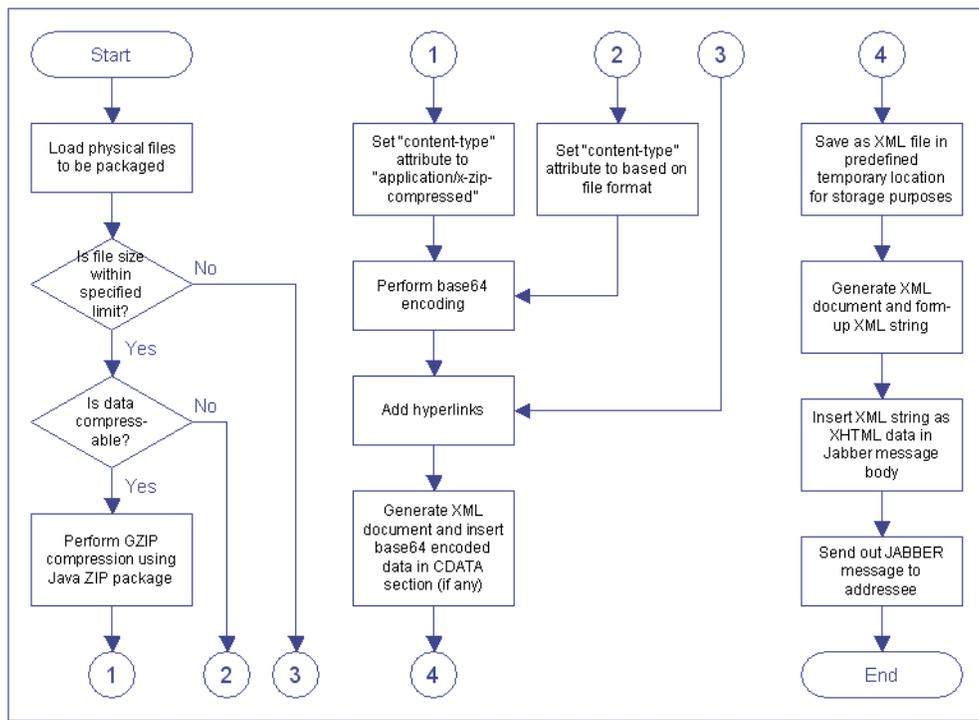 Start
Load physical files
to be packaged
Is file size
within
specified
limit?
No
Yes
Is data
compress-
able?
No
Yes
Perform GZIP
compression using
Java ZIP package
1
2
3
1
Set "content-type"
attribute to
"application/x-zip-
compressed"
2
Set "content-type"
attribute to based on
file format
3
Perform base64
encoding
Add hyperlinks
Generate XML
document and insert
base64 encoded
data in CDATA
section (if any)
4
4
Save as XML file in
predefined
temporary location
for storage purposes
Generate XML
document and form-
up XML string
Insert XML string as
XHTML data in
Jabber message
body
Send out JABBER
message to
addressee
End